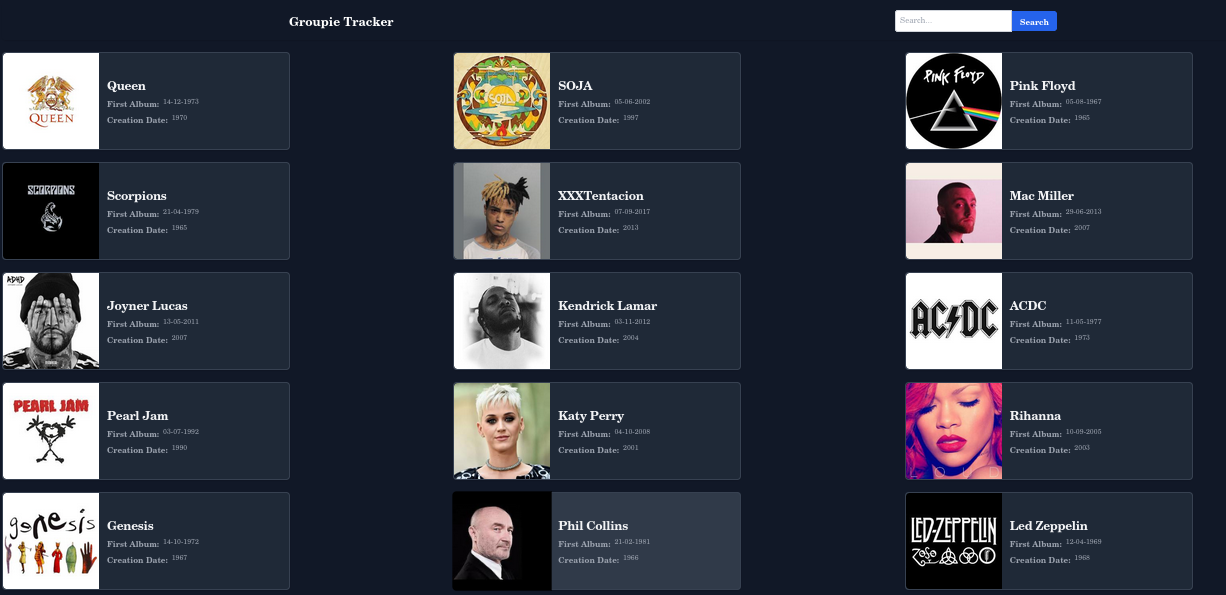 Groupie Tracker
Search...
Search
QUEEN
Queen
First Album: 14-12-1973
Creation Date: 1970
SOJA
SOJA
First Album: 05-06-2002
Creation Date: 1997
PINK FLOYD
Pink Floyd
First Album: 05-08-1967
Creation Date: 1965
SCORPIONS
Scorpions
First Album: 21-04-1979
Creation Date: 1965
XXXTentacion
First Album: 07-09-2017
Creation Date: 2013
Mac Miller
First Album: 29-06-2013
Creation Date: 2007
ADHD
Joyner Lucas
First Album: 13-05-2011
Creation Date: 2007
Kendrick Lamar
First Album: 03-11-2012
Creation Date: 2004
AC DC
ACDC
First Album: 11-05-1977
Creation Date: 1973
PEARL JAM
Pearl Jam
First Album: 03-07-1992
Creation Date: 1990
Katy Perry
First Album: 04-10-2008
Creation Date: 2001
LOUD
Rihanna
First Album: 10-09-2005
Creation Date: 2003
genesis
Genesis
First Album: 14-10-1972
Creation Date: 1967
Phil Collins
First Album: 21-02-1981
Creation Date: 1966
LED-ZEPPELIN
Led Zeppelin
First Album: 12-04-1969
Creation Date: 1968